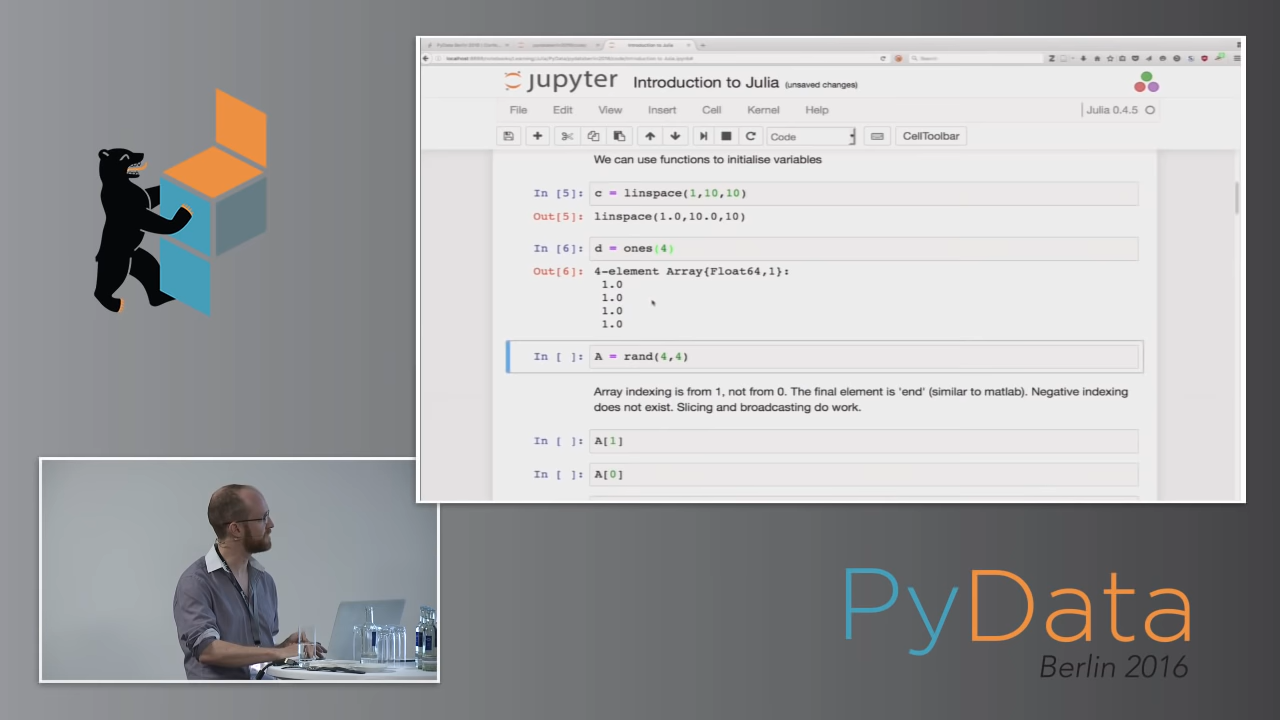 jupyter Introduction to Julia (unsaved changes)
File Edit View Insert Cell Kernel Help
Julia 0.4.5
Code
CellToolbar
We can use functions to initialise variables
In [5]: c = linspace(1,10,10)
Out[5]: linspace(1.0,10.0,10)
In [6]: d = ones(4)
Out[6]: 4-element Array{Float64,1}:
1.0
1.0
1.0
1.0
In [ ]: A = rand(4,4)
Array indexing is from 1, not from 0. The final element is 'end' (similar to matlab). Negative indexing
does not exist. Slicing and broadcasting do work.
In [ ]: A[1]
In [ ]: A[0]
PyData
Berlin 2016